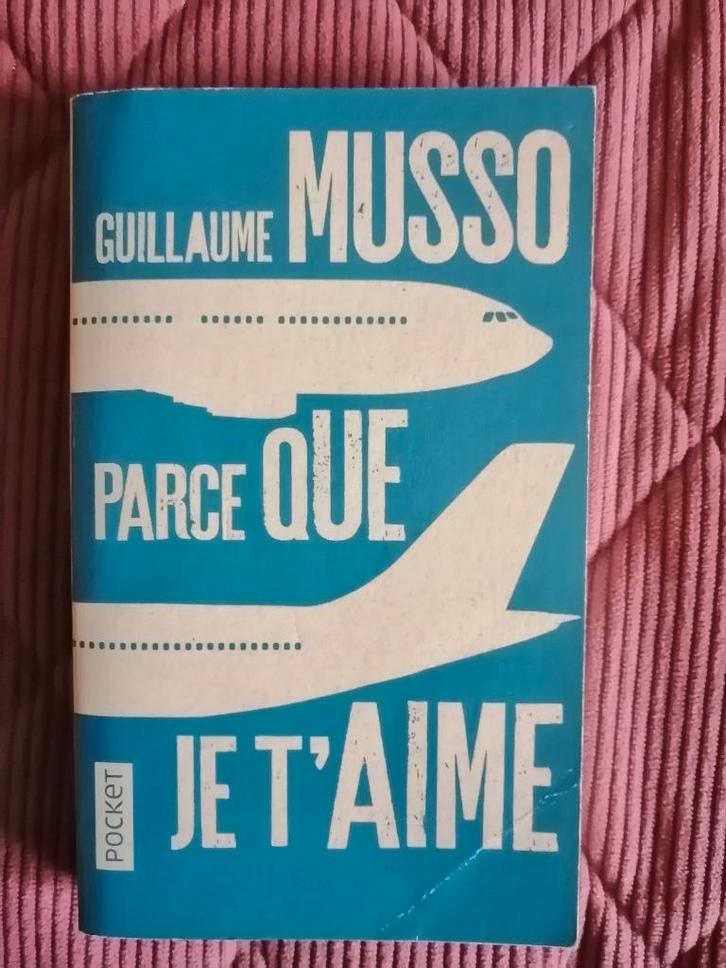 GUILLAUME MUSSO
PARCE QUE
JE T'AIME
POCKET